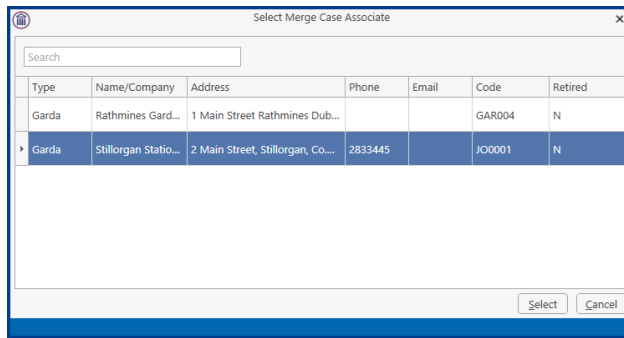 Select Merge Case Associate
Search
Type Name/Company Address Phone Email Code Retired
Garda Rathmines Gard... 1 Main Street Rathmines Dub... GAR004 N
Garda Stillorgan Statio... 2 Main Street, Stillorgan, Co.... 2833445 JO0001 N
Select Cancel